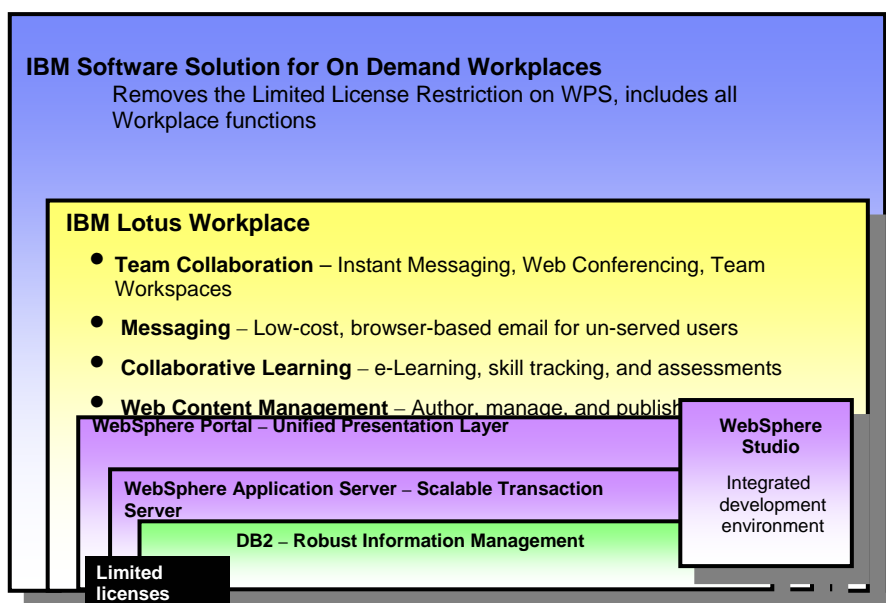 IBM Software Solution for On Demand Workplaces
Removes the Limited License Restriction on WPS, includes all
Workplace functions
IBM Lotus Workplace
• Team Collaboration – Instant Messaging, Web Conferencing, Team
Workspaces
• Messaging – Low-cost, browser-based email for un-served users
• Collaborative Learning – e-Learning, skill tracking, and assessments
• Web Content Management – Author, manage, and publish
WebSphere Portal – Unified Presentation Layer
WebSphere Application Server – Scalable Transaction
Server
DB2 – Robust Information Management
WebSphere
Studio
Integrated
development
environment
Limited
licenses